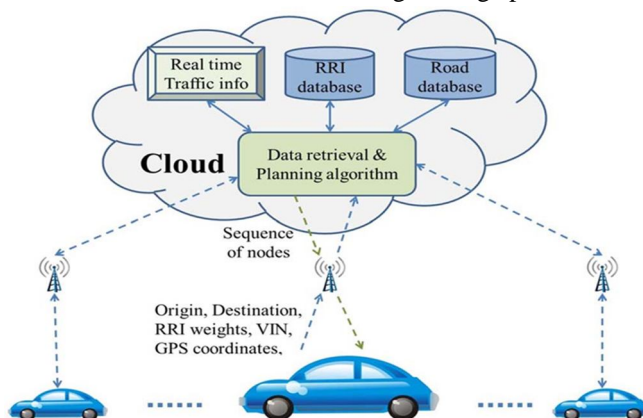 Real time
Traffic info
RRI
database
Road
database
Cloud
Data retrieval &
Planning algorithm
Sequence
of nodes
Origin, Destination,
RRI weights, VIN,
GPS coordinates,